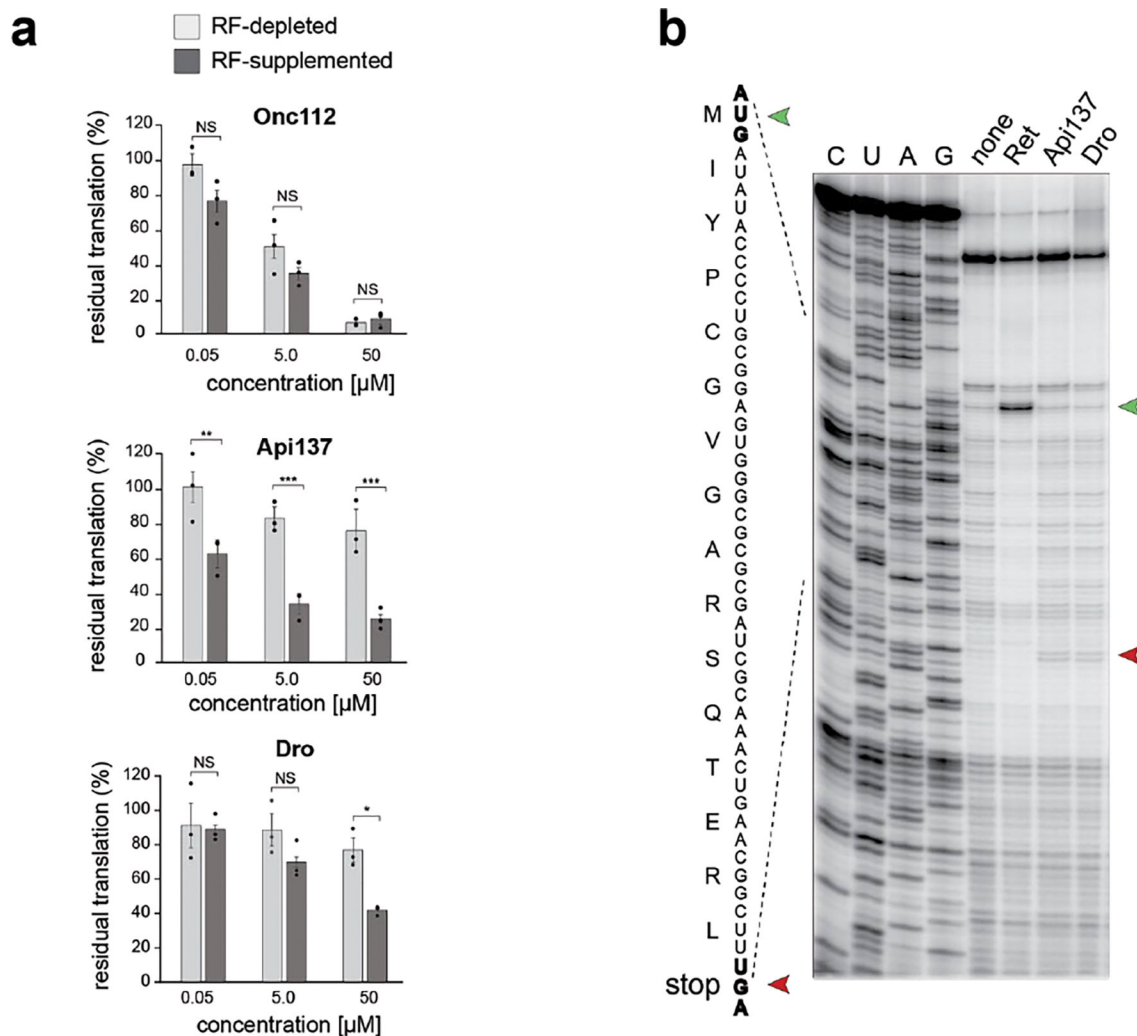 a
RF-depleted
RF-supplemented
Onc112
residual translation (%)
120
100
80
60
40
20
0
NS
NS
NS
0.05
5.0
50
concentration [µM]
Api137
residual translation (%)
120
100
80
60
40
20
0
**
***
***
0.05
5.0
50
concentration [µM]
Dro
residual translation (%)
120
100
80
60
40
20
0
NS
NS
*
0.05
5.0
50
concentration [µM]
b
M
I
Y
P
C
G
V
G
A
R
S
Q
T
E
R
L
stop
AUGAUAUACCCCUGCGGAGUGGGCGCGCGAUCGCAAACUGAACGGCUUUGA
C U A G none Ret Api137 Dro